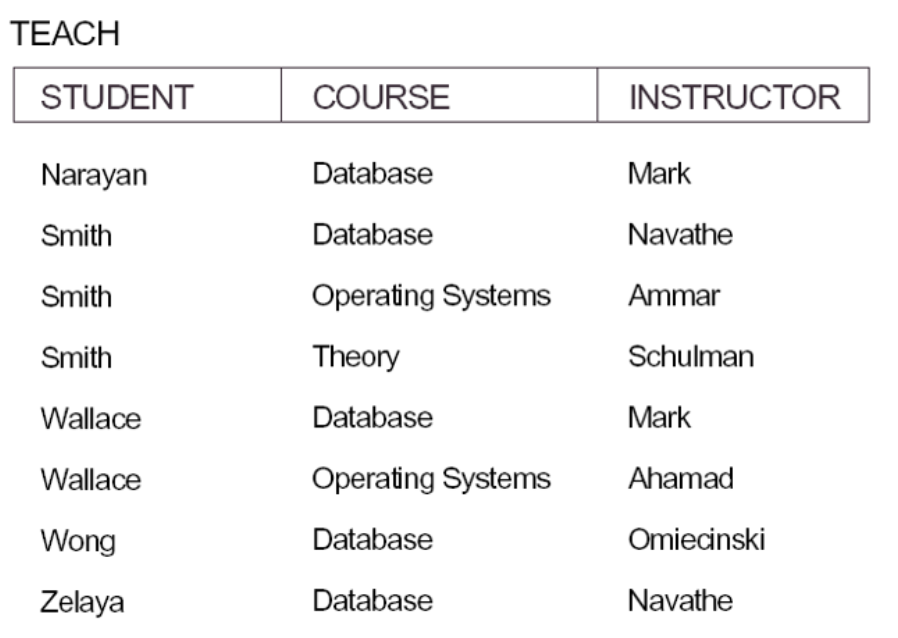 TEACH
STUDENT COURSE INSTRUCTOR
Narayan Database Mark
Smith Database Navathe
Smith Operating Systems Ammar
Smith Theory Schulman
Wallace Database Mark
Wallace Operating Systems Ahamad
Wong Database Omiecinski
Zelaya Database Navathe